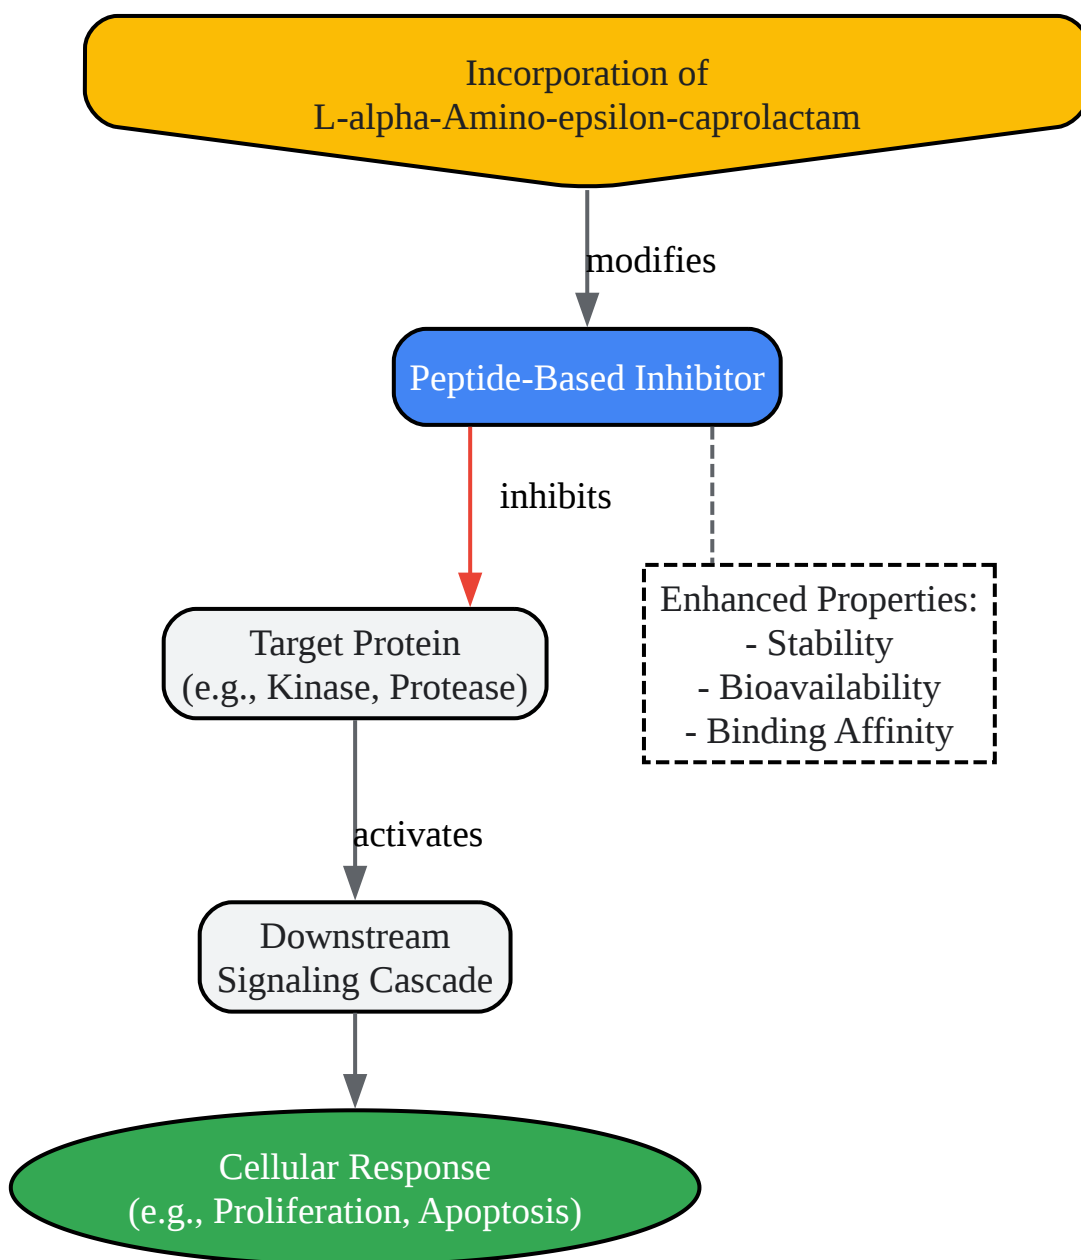 Incorporation of
L-alpha-Amino-epsilon-caprolactam
modifies
Peptide-Based Inhibitor
inhibits
Enhanced Properties:
- Stability
- Bioavailability
- Binding Affinity
Target Protein
(e.g., Kinase, Protease)
activates
Downstream
Signaling Cascade
Cellular Response
(e.g., Proliferation, Apoptosis)